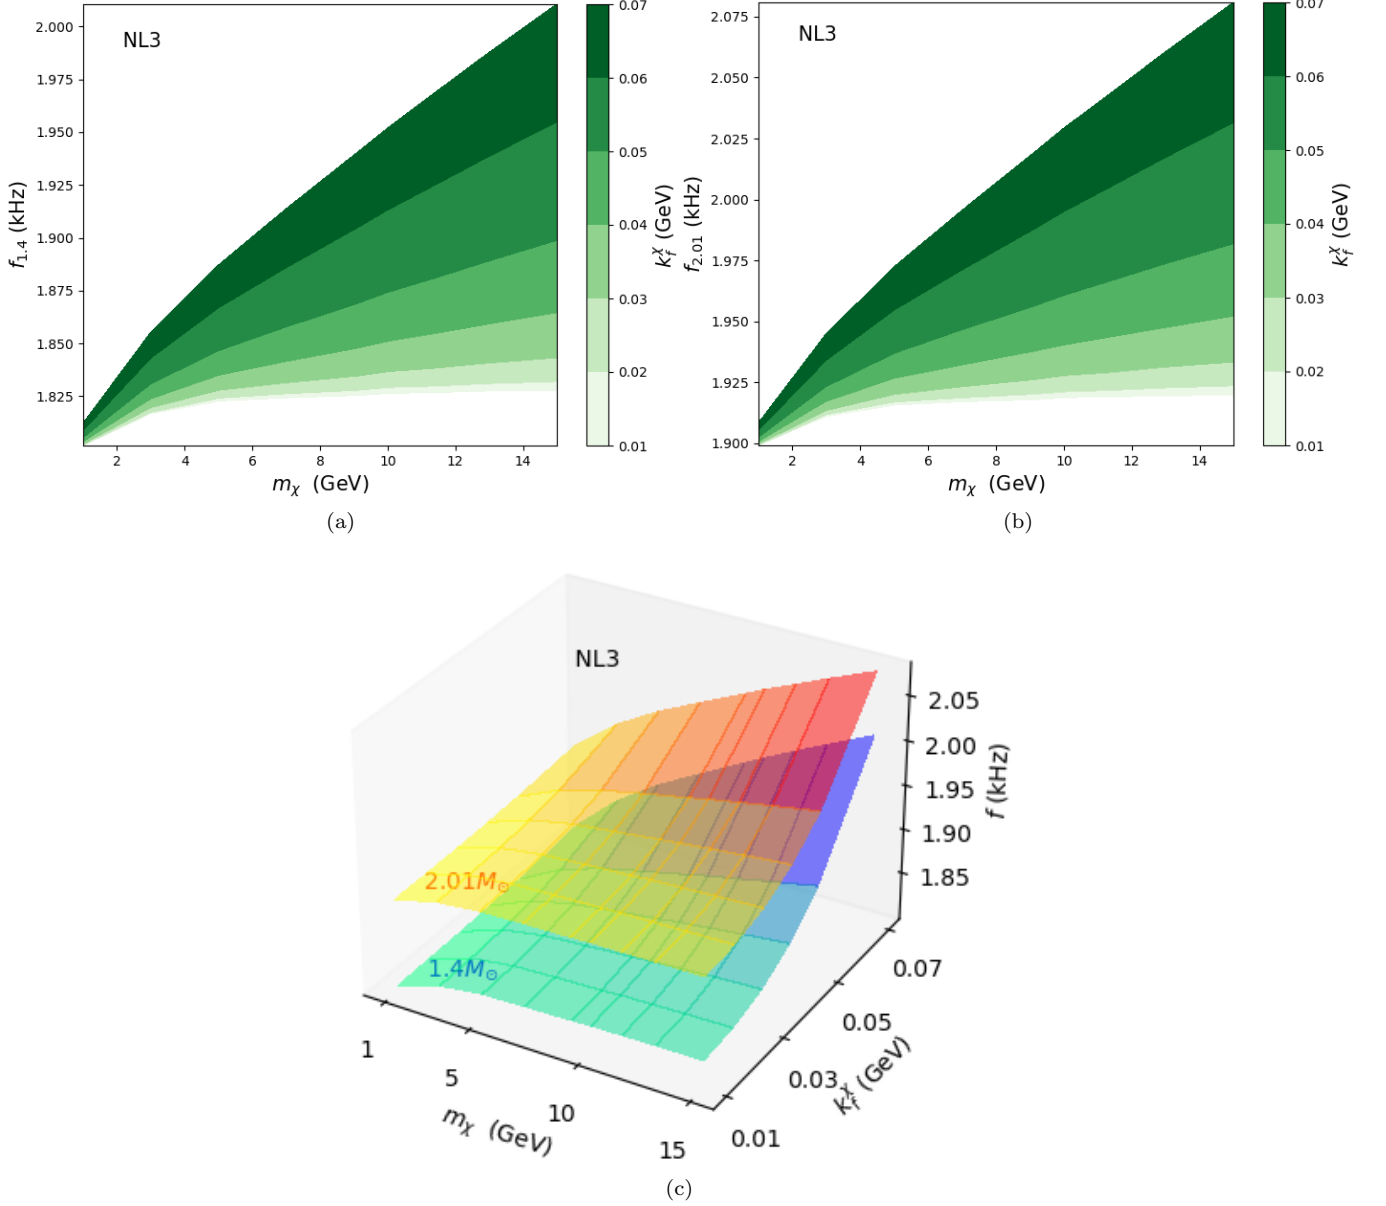 NL3
2.000
1.975
1.950
1.925
1.900
1.875
1.850
1.825
f1.4 (kHz)
2 4 6 8 10 12 14
mχ (GeV)
0.07
0.06
0.05
0.04
0.03
0.02
0.01
k_f^χ (GeV)
(a)
NL3
2.075
2.050
2.025
2.000
1.975
1.950
1.925
1.900
f2.01 (kHz)
2 4 6 8 10 12 14
mχ (GeV)
0.07
0.06
0.05
0.04
0.03
0.02
0.01
k_f^χ (GeV)
(b)
NL3
2.01M⊙
1.4M⊙
2.05
2.00
1.95
1.90
1.85
f (kHz)
0.07
0.05
0.03
0.01
k_f^χ (GeV)
1
5
10
15
mχ (GeV)
(c)